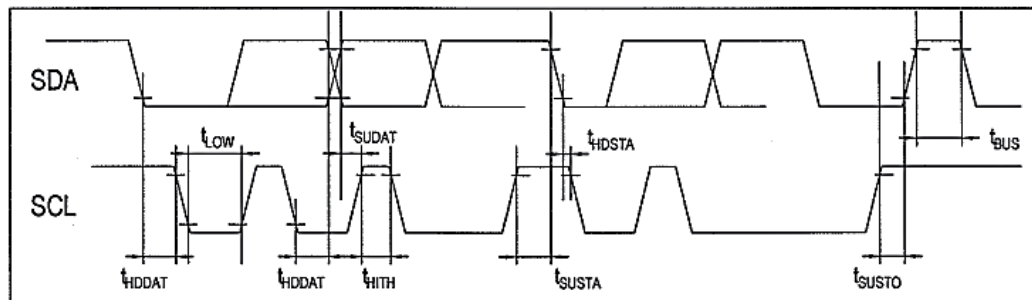 SDA
tLOW
tSUDAT
tHDSTA
tBUS
SCL
tHDDAT
tHDDAT
tHITH
tSUSTA
tSUSTO